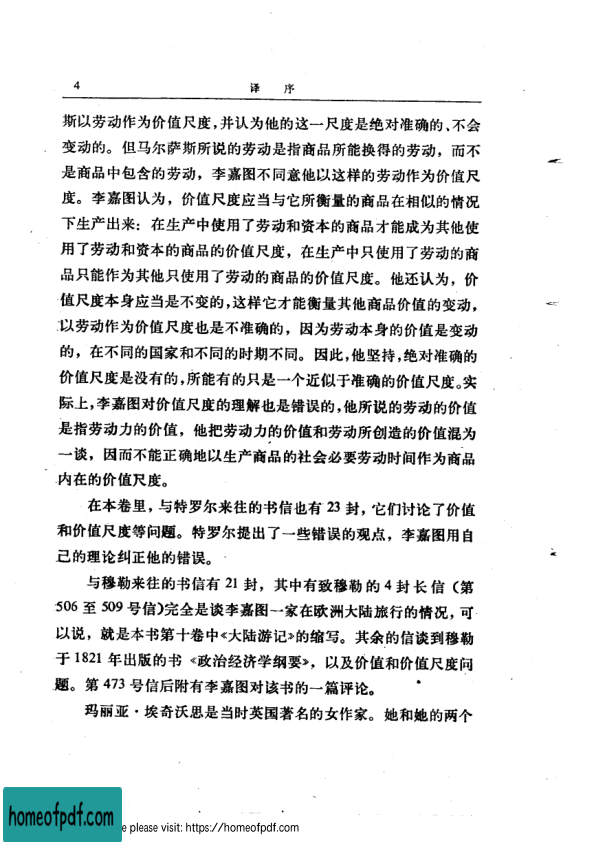 4
译 序
斯以劳动作为价值尺度，并认为他的这一尺度是绝对准确的、不会
变动的。但马尔萨斯所说的劳动是指商品所能换得的劳动，而不
是商品中包含的劳动，李嘉图不同意他以这样的劳动作为价值尺
度。李嘉图认为，价值尺度应当与它所衡量的商品在相似的情况
下生产出来：在生产中使用了劳动和资本的商品才能成为其他使
用了劳动和资本的商品的价值尺度，在生产中只使用了劳动的商
品只能作为其他只使用了劳动的商品的价值尺度。他还认为，价
值尺度本身应当是不变的，这样它才能衡量其他商品价值的变动，
以劳动作为价值尺度也是不准确的，因为劳动本身的价值是变动
的，在不同的国家和不同的时期不同。因此，他坚持，绝对准确的
价值尺度是没有的，所能有的只是一个近似于准确的价值尺度。实
际上，李嘉图对价值尺度的理解也是错误的，他所说的劳动的价值
是指劳动力的价值，他把劳动力的价值和劳动所创造的价值混为
一谈，因而不能正确地以生产商品的社会必要劳动时间作为商品
内在的价值尺度。
在本卷里，与特罗尔来往的书信也有 23 封，它们讨论了价值
和价值尺度等问题。特罗尔提出了一些错误的观点，李嘉图用自
己的理论纠正他的错误。
与穆勒来往的书信有 21 封，其中有致穆勒的 4 封长信（第
506 至 509 号信）完全是谈李嘉图一家在欧洲大陆旅行的情况，可
以说，就是本书第十卷中《大陆游记》的缩写。其余的信谈到穆勒
于 1821 年出版的书《政治经济学纲要》，以及价值和价值尺度问
题。第 473 号信后附有李嘉图对该书的一篇评论。
玛丽亚·埃奇沃思是当时英国著名的女作家。她和她的两个
homeofpdf.com
e please visit: https://homeofpdf.com